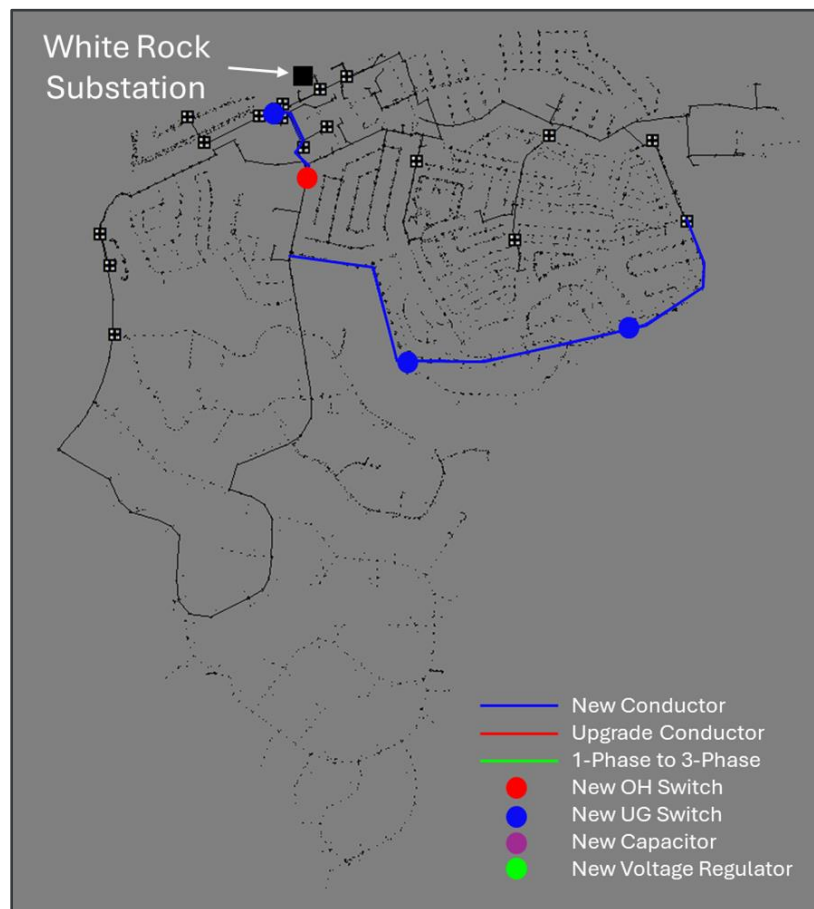 White Rock
Substation
New Conductor
Upgrade Conductor
1-Phase to 3-Phase
New OH Switch
New UG Switch
New Capacitor
New Voltage Regulator